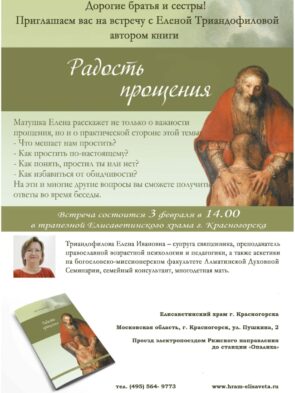 Дорогие братья и сестры!
Приглашаем вас на встречу с Еленой Триандофиловой
автором книги
Радость
прощения
Матушка Елена расскажет не только о важности
прощения, но и о практической стороне этой темы:
- Что мешает нам простить?
- Как простить по-настоящему?
- Как понять, простил ты или нет?
- Как избавиться от обидчивости?
На эти и многие другие вопросы вы сможете получить
ответы во время беседы.
Встреча состоится 3 февраля в 14.00
в трапезной Елисаветинского храма г. Красногорска
Триандофилова Елена Ивановна – супруга священника, преподаватель
православной возрастной психологии и педагогики, а также аскетики
на богословско-миссионерском факультете Алматинской Духовной
Семинарии, семейный консультант, многодетная мать.
Радость
прощения
Елисаветинский храм г. Красногорска
Московская область, г. Красногорск, ул. Пушкина, 2
Проезд электропоездом Рижского направления
до станции «Опалиха»
тел. (495) 564- 9773
www.hram-elisaveta.ru